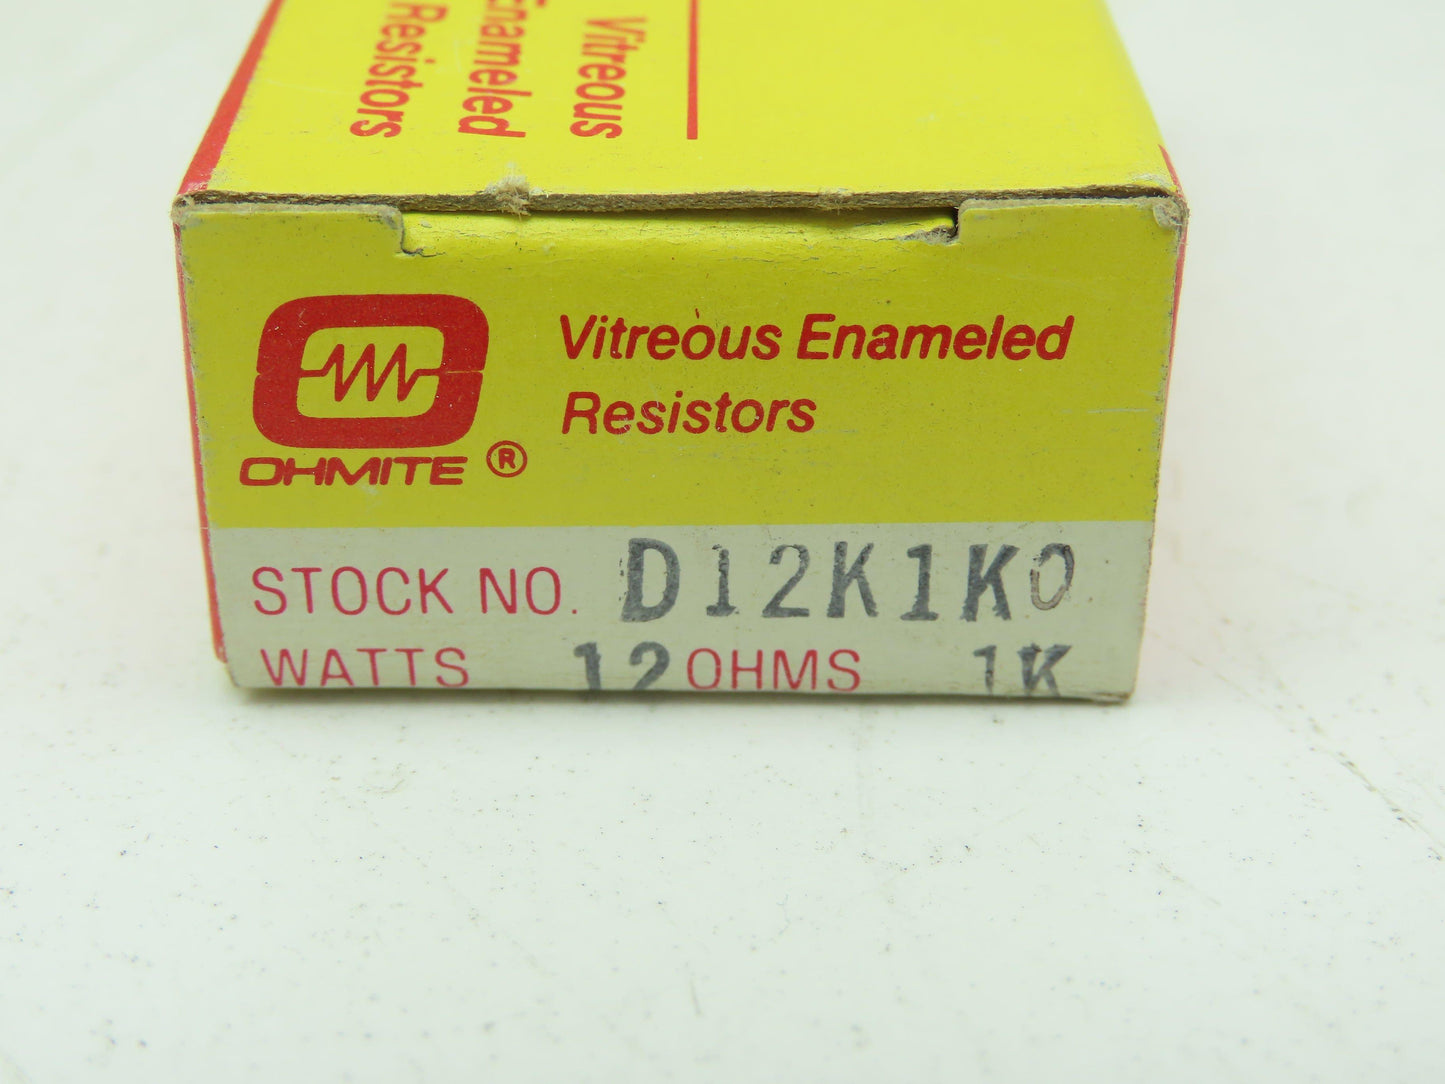 Vitreous
Enameled
Resistors
Vitreous Enameled
Resistors
OHMITE ®
STOCK NO. D12K1K0
WATTS 12 OHMS 1K